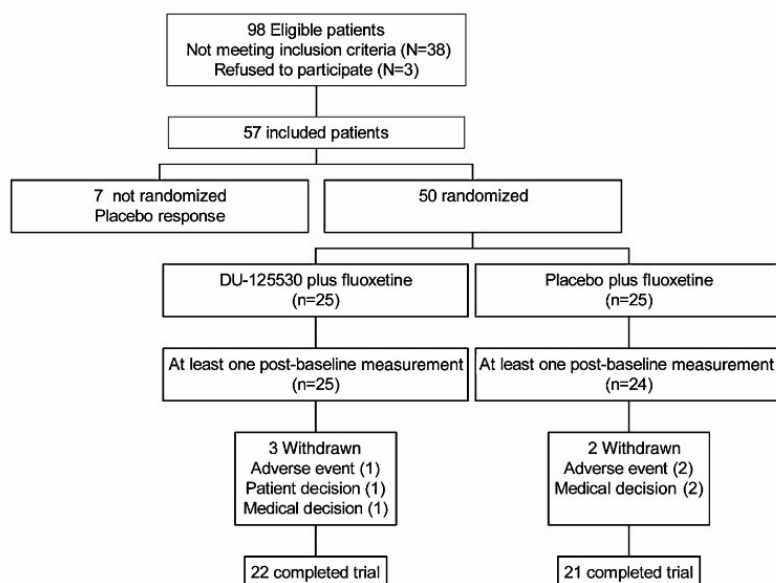 98 Eligible patients
Not meeting inclusion criteria (N=38)
Refused to participate (N=3)
57 included patients
7 not randomized
Placebo response
50 randomized
DU-125530 plus fluoxetine
(n=25)
Placebo plus fluoxetine
(n=25)
At least one post-baseline measurement
(n=25)
At least one post-baseline measurement
(n=24)
3 Withdrawn
Adverse event (1)
Patient decision (1)
Medical decision (1)
2 Withdrawn
Adverse event (2)
Medical decision (2)
22 completed trial
21 completed trial